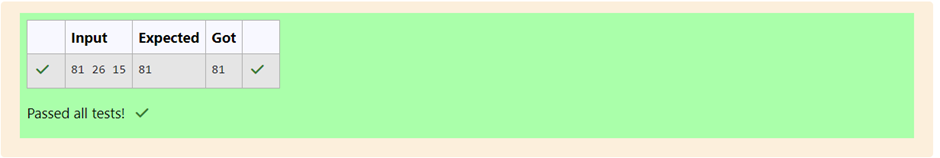 Input Expected Got
81 26 15 81 81
Passed all tests!